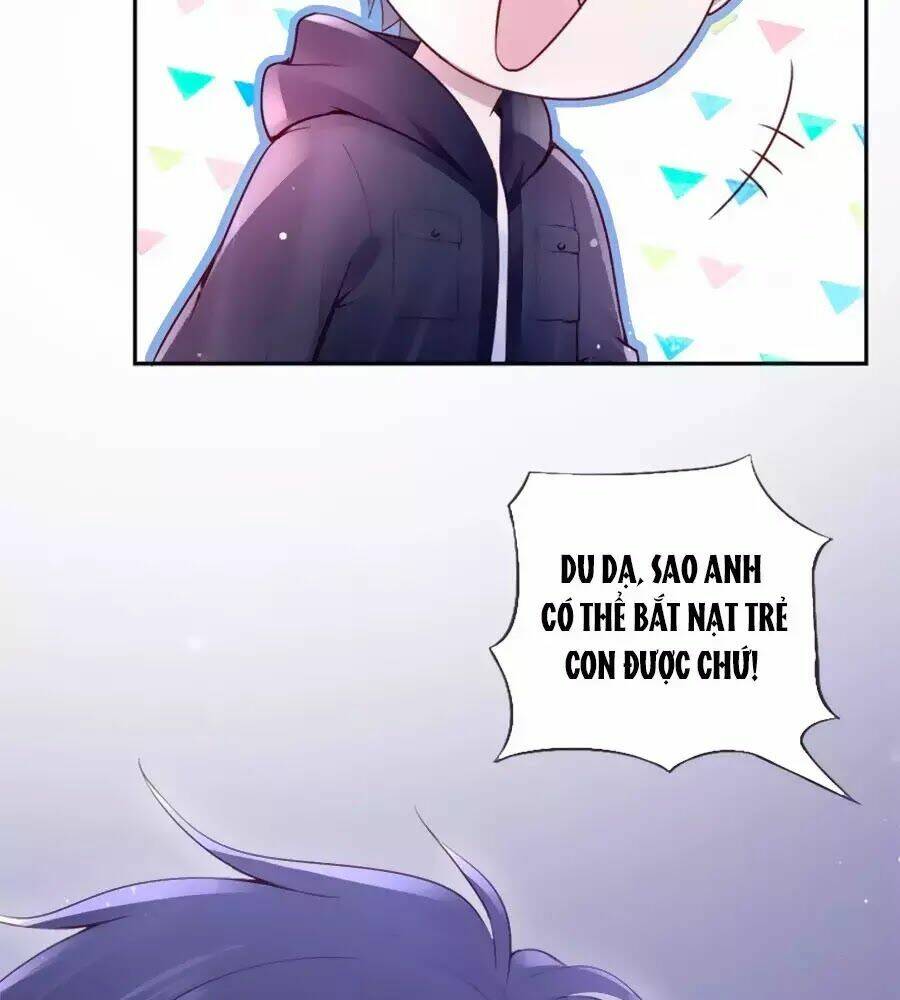 DU DẠ, SAO ANH
CÓ THỂ BẮT NẠT TRẺ
CON ĐƯỢC CHỨ!